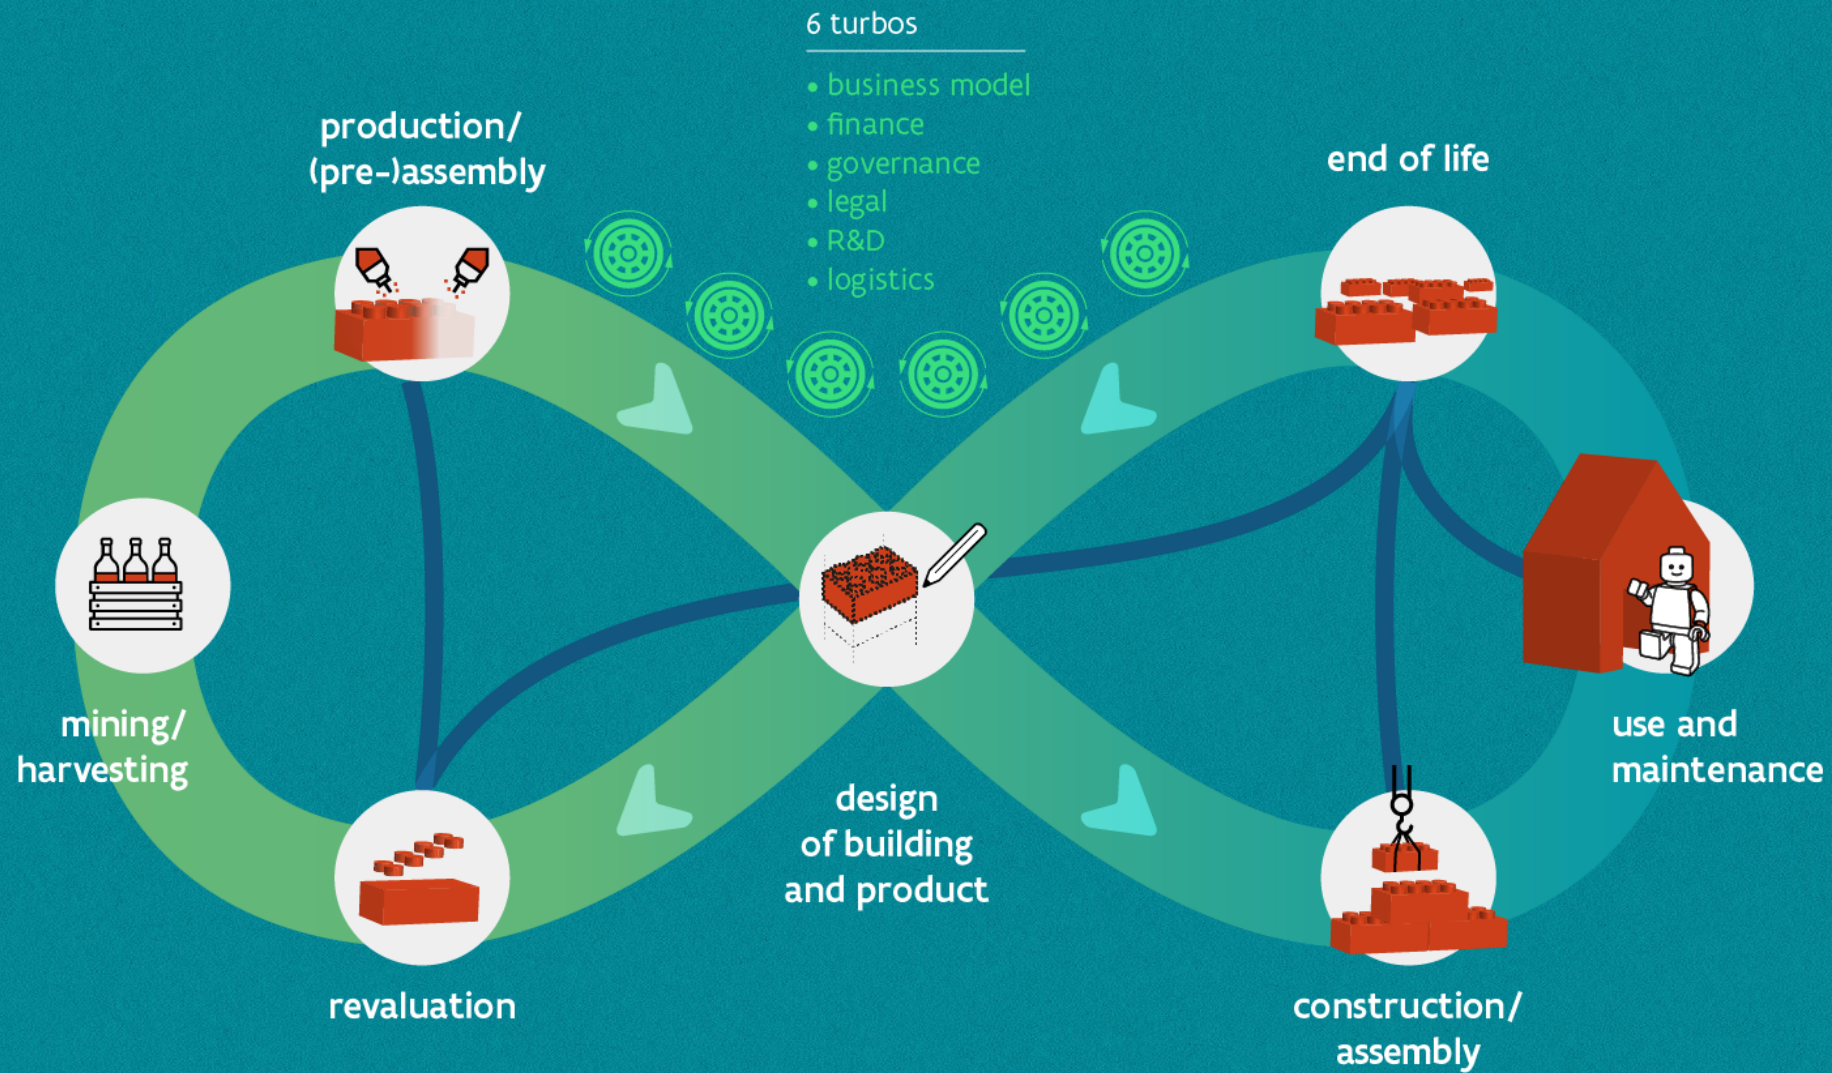 6 turbos
• business model
• finance
• governance
• legal
• R&D
• logistics
production/
(pre-)assembly
end of life
mining/
harvesting
use and
maintenance
design
of building
and product
revaluation
construction/
assembly